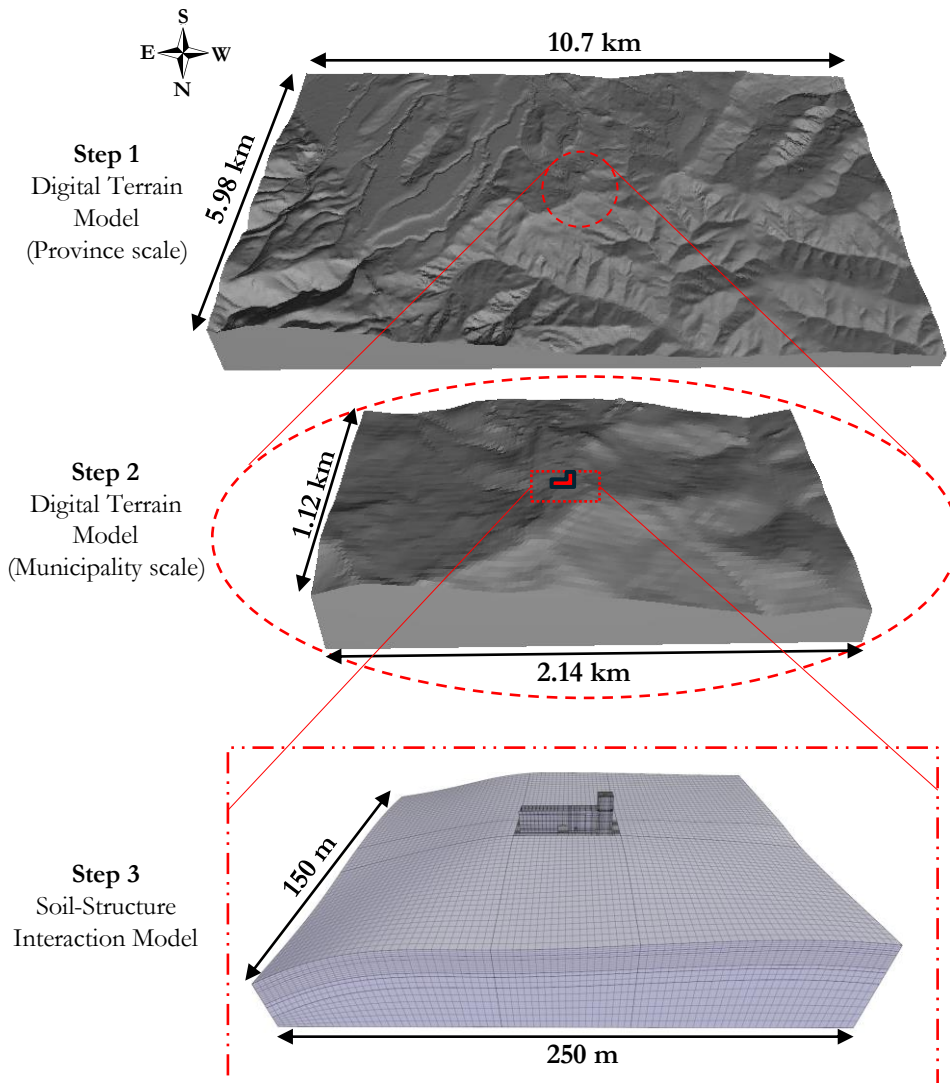 S
E W
N
10.7 km
5.98 km
Step 1
Digital Terrain
Model
(Province scale)
Step 2
Digital Terrain
Model
(Municipality scale)
1.12 km
2.14 km
Step 3
Soil-Structure
Interaction Model
150 m
250 m